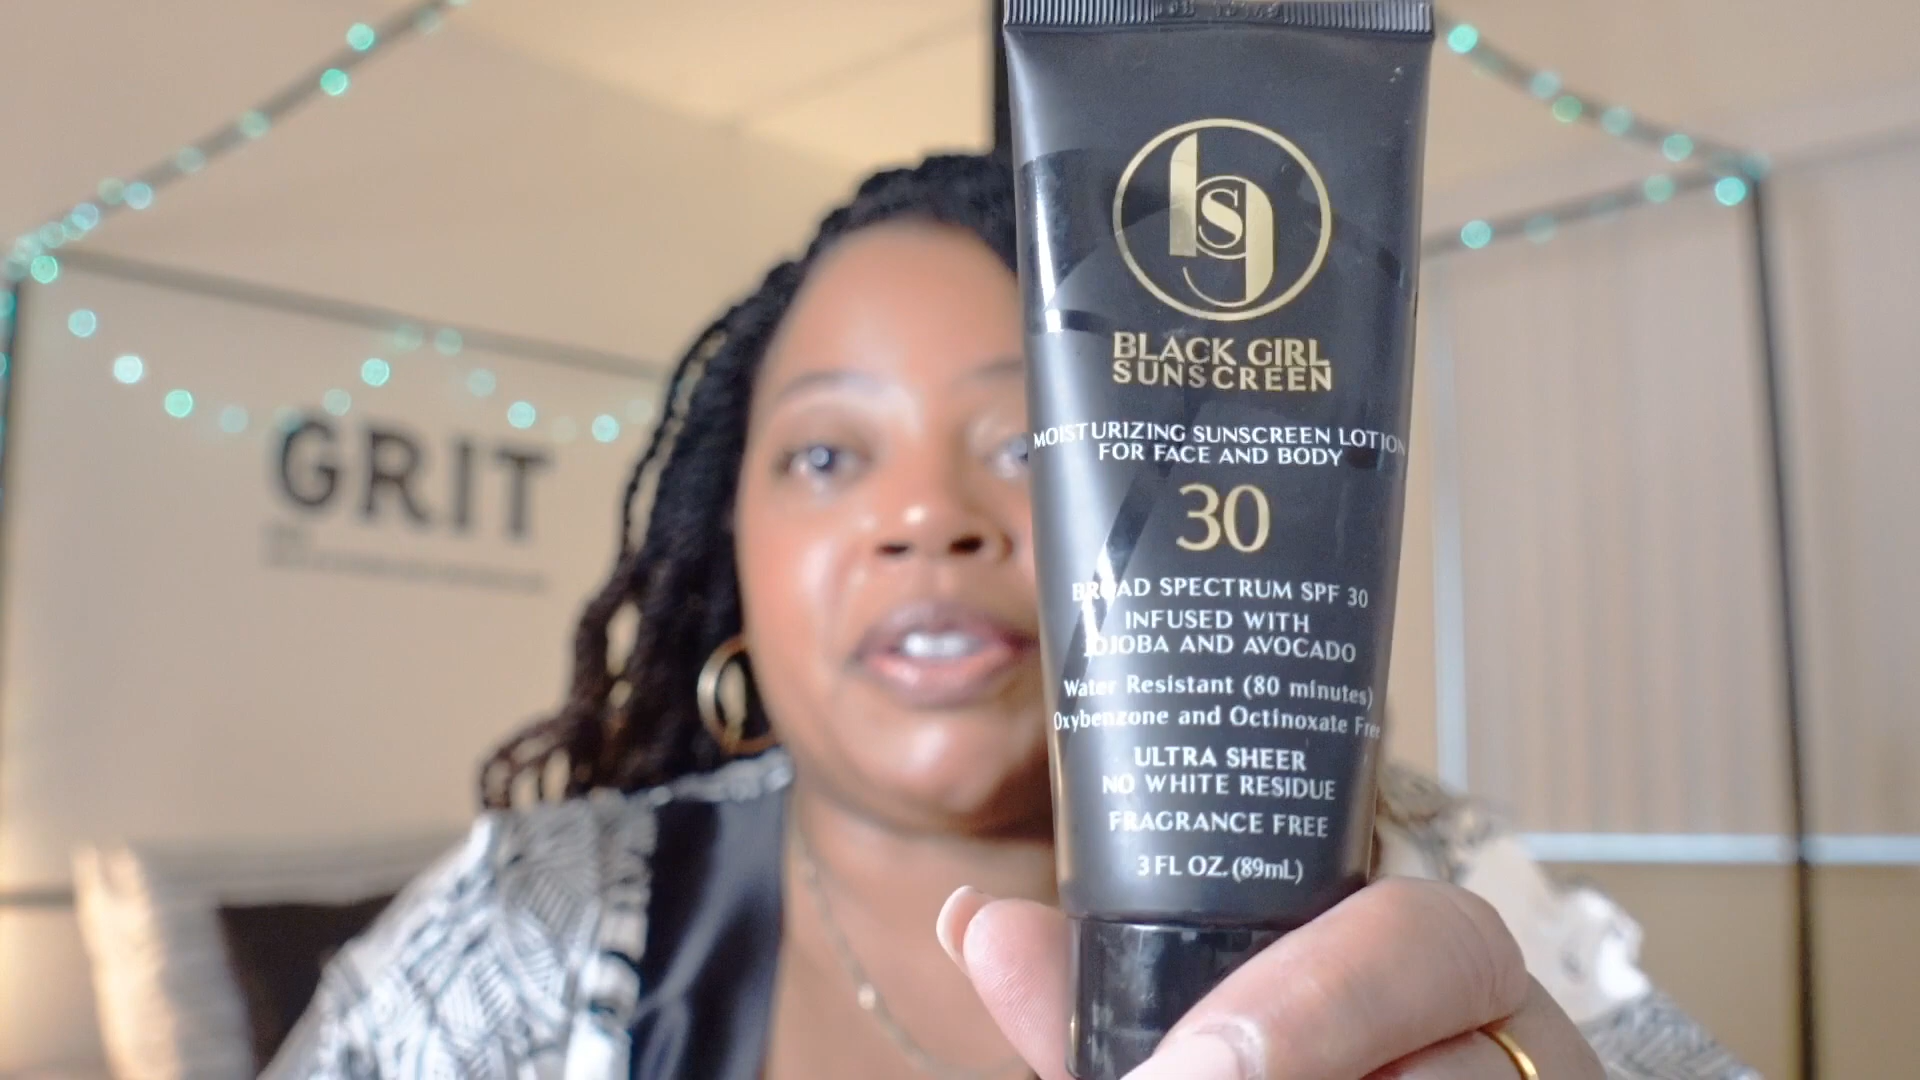 GRIT
bsg
BLACK GIRL
SUNSCREEN
MOISTURIZING SUNSCREEN LOTION
FOR FACE AND BODY
30
BROAD SPECTRUM SPF 30
INFUSED WITH
JOJOBA AND AVOCADO
Water Resistant (80 minutes)
Oxybenzone and Octinoxate Free
ULTRA SHEER
NO WHITE RESIDUE
FRAGRANCE FREE
3 FL OZ. (89mL)